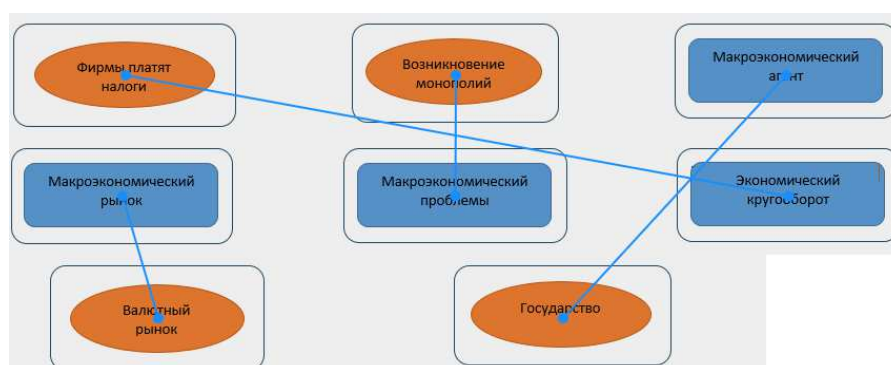 Фирмы платят
налоги
Возникновение
монополий
Макроэкономический
агент
Макроэкономический
рынок
Макроэкономический
проблемы
Экономический
кругооборот
Валютный
рынок
Государство